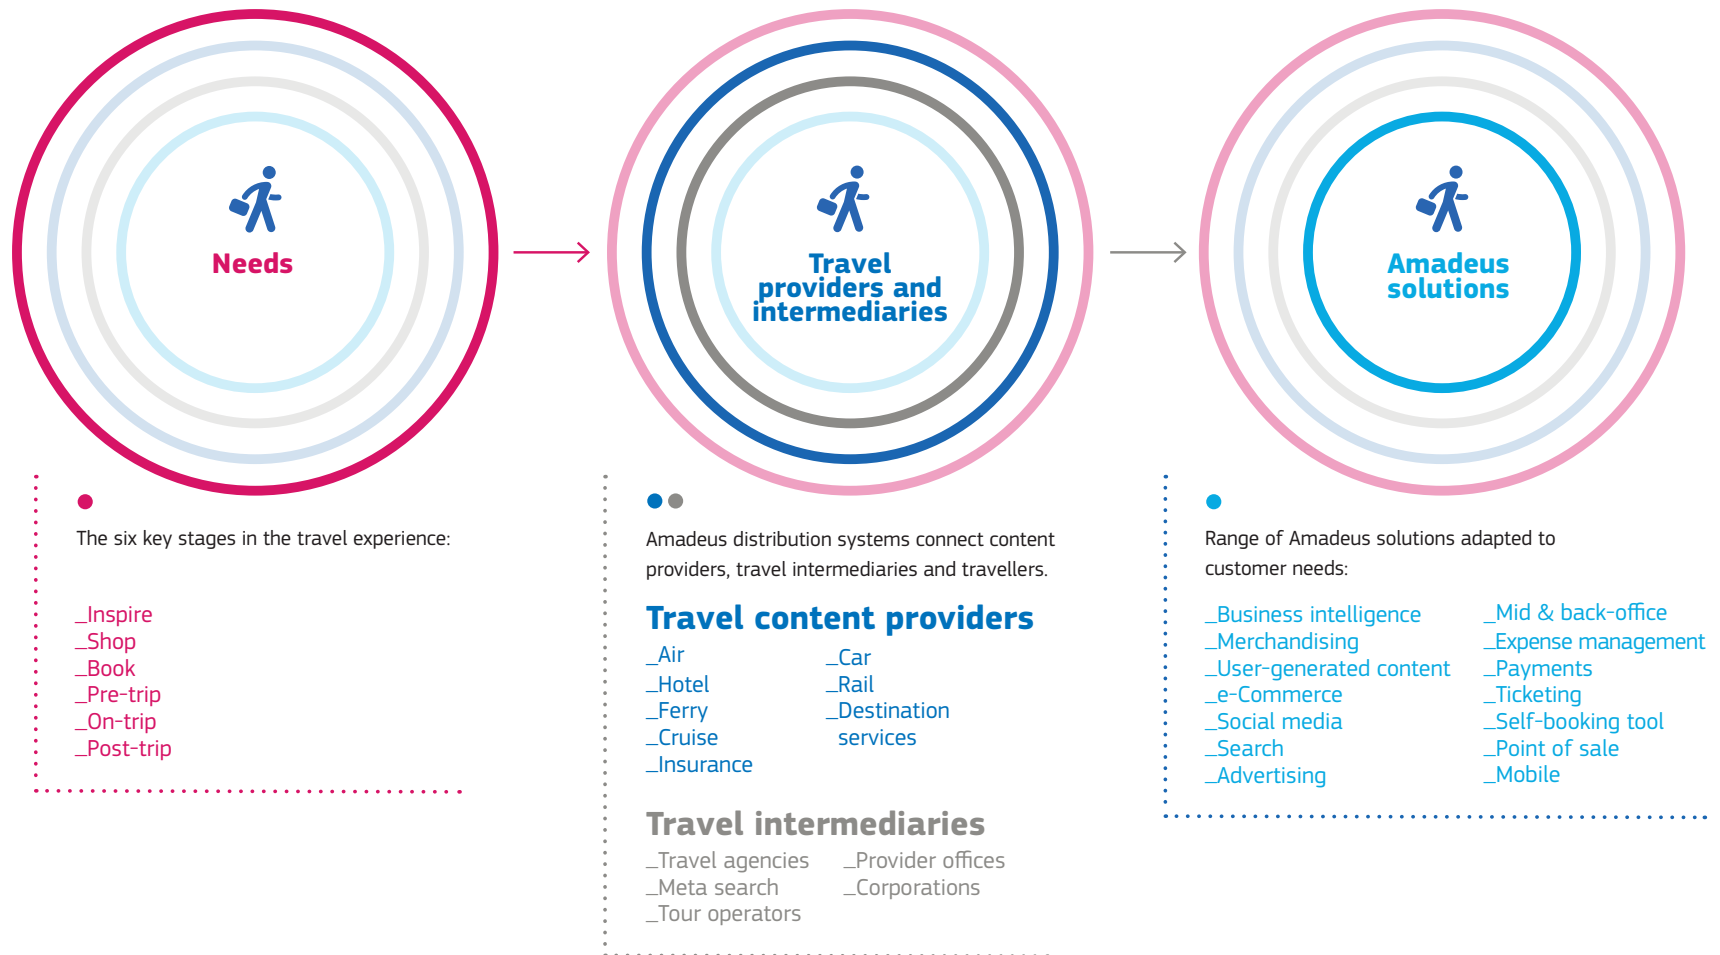 Needs
Travel
providers and
intermediaries
Amadeus
solutions
The six key stages in the travel experience:
_Inspire
_Shop
_Book
_Pre-trip
_On-trip
_Post-trip
Amadeus distribution systems connect content
providers, travel intermediaries and travellers.
Travel content providers
_Air
_Hotel
_Ferry
_Cruise
_Insurance
_Car
_Rail
_Destination
services
Travel intermediaries
_Travel agencies
_Meta search
_Tour operators
_Provider offices
_Corporations
Range of Amadeus solutions adapted to
customer needs:
_Business intelligence
_Merchandising
_User-generated content
_e-Commerce
_Social media
_Search
_Advertising
_Mid & back-office
_Expense management
_Payments
_Ticketing
_Self-booking tool
_Point of sale
_Mobile